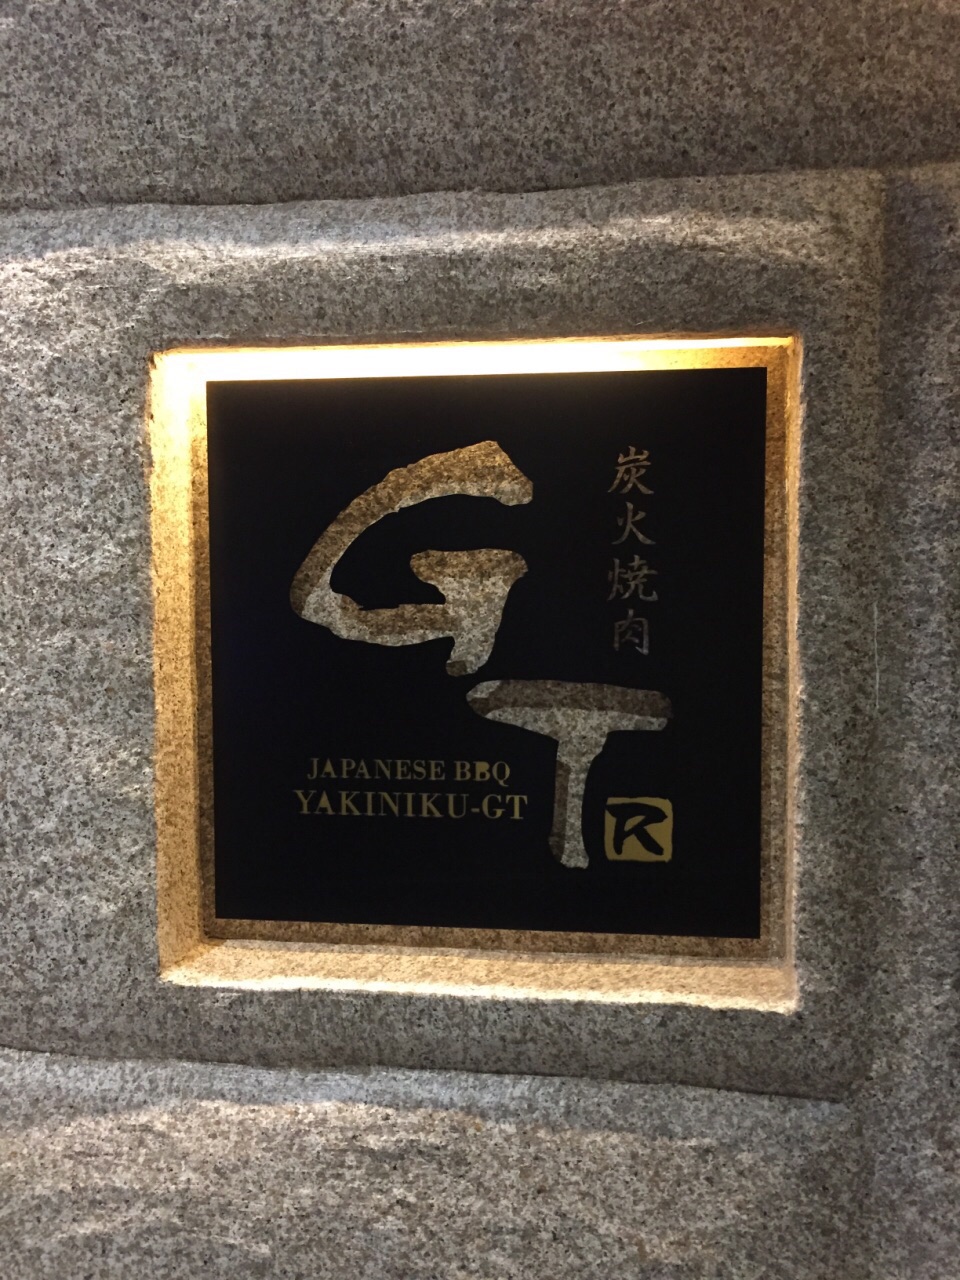 GT
炭火焼肉
JAPANESE BBQ
YAKINIKU-GT
R